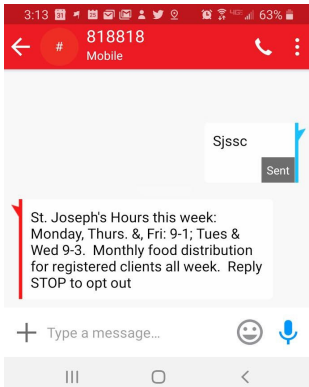 3:13 31 63%
# 818818
Mobile
Sjssc
Sent
St. Joseph's Hours this week:
Monday, Thurs. &, Fri: 9-1; Tues &
Wed 9-3. Monthly food distribution
for registered clients all week. Reply
STOP to opt out
Type a message...